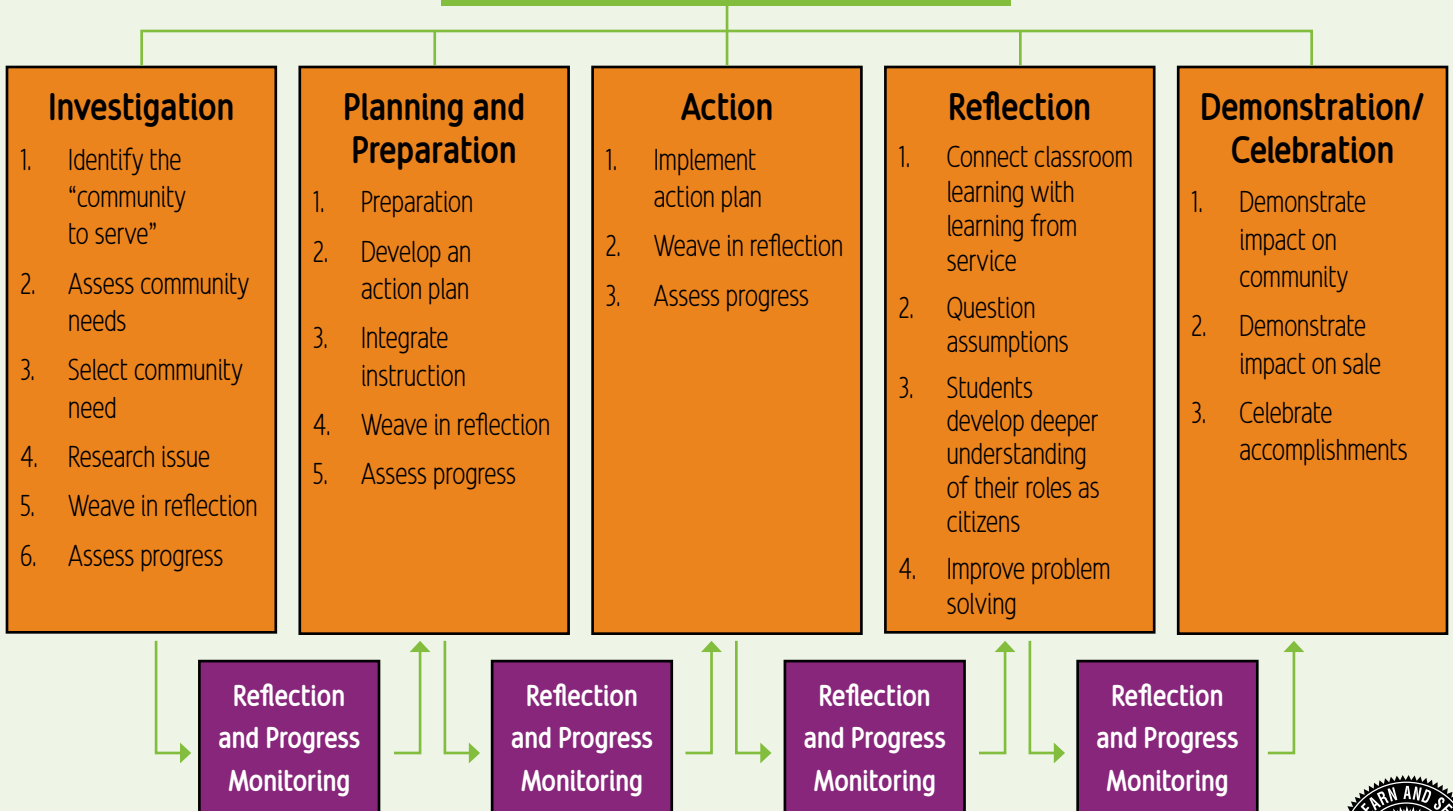 Investigation
1. Identify the
“community
to serve”
2. Assess community
needs
3. Select community
need
4. Research issue
5. Weave in reflection
6. Assess progress
Planning and
Preparation
1. Preparation
2. Develop an
action plan
3. Integrate
instruction
4. Weave in reflection
5. Assess progress
Action
1. Implement
action plan
2. Weave in reflection
3. Assess progress
Reflection
1. Connect classroom
learning with
learning from
service
2. Question
assumptions
3. Students
develop deeper
understanding
of their roles as
citizens
4. Improve problem
solving
Demonstration/
Celebration
1. Demonstrate
impact on
community
2. Demonstrate
impact on sale
3. Celebrate
accomplishments
Reflection
and Progress
Monitoring
Reflection
and Progress
Monitoring
Reflection
and Progress
Monitoring
Reflection
and Progress
Monitoring
AND